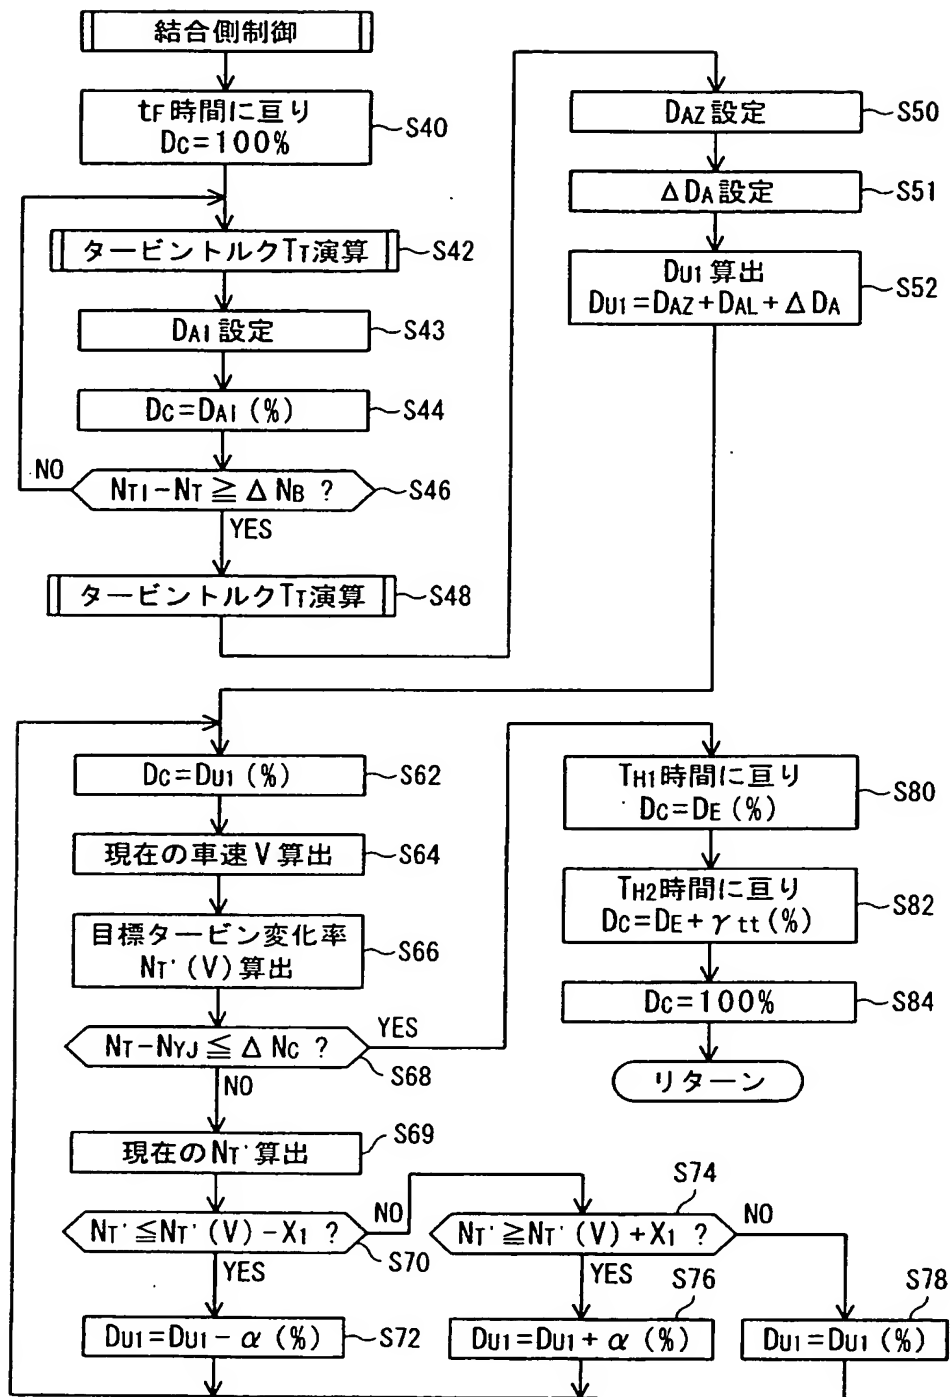 結合側制御
tF時間に亘り
DC=100%
S40
タービントルクTT演算
S42
DAI設定
S43
DC=DAI(%)
S44
NO
NTI-NT≧ΔNB ?
S46
YES
タービントルクTT演算
S48
DAZ設定
S50
ΔDA設定
S51
DU1算出
DU1=DAZ+DAL+ΔDA
S52
DC=DU1(%)
S62
現在の車速V算出
S64
目標タービン変化率
NT'(V)算出
S66
NT-NYJ≦ΔNC ?
YES
S68
NO
現在のNT'算出
S69
NT'≦NT'(V)-X1 ?
NO
S70
YES
DU1=DU1-α(%)
S72
S74
NT'≧NT'(V)+X1 ?
NO
YES
S76
DU1=DU1+α(%)
S78
DU1=DU1(%)
TH1時間に亘り
DC=DE(%)
S80
TH2時間に亘り
DC=DE+γtt(%)
S82
DC=100%
S84
リターン